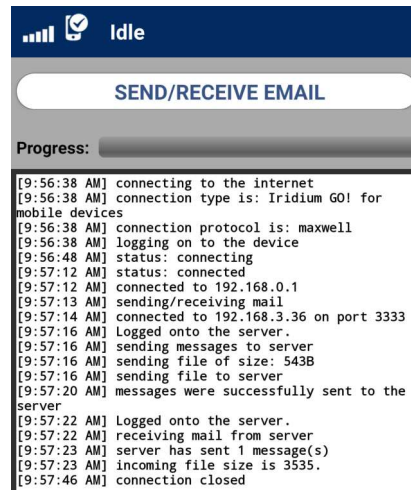 Idle
SEND/RECEIVE EMAIL
Progress:
[9:56:38 AM] connecting to the internet
[9:56:38 AM] connection type is: Iridium GO! for
mobile devices
[9:56:38 AM] connection protocol is: maxwell
[9:56:38 AM] logging on to the device
[9:56:48 AM] status: connecting
[9:57:12 AM] status: connected
[9:57:12 AM] connected to 192.168.0.1
[9:57:13 AM] sending/receiving mail
[9:57:14 AM] connected to 192.168.3.36 on port 3333
[9:57:16 AM] Logged onto the server.
[9:57:16 AM] sending messages to server
[9:57:16 AM] sending file of size: 543B
[9:57:16 AM] sending file to server
[9:57:20 AM] messages were successfully sent to the
server
[9:57:22 AM] Logged onto the server.
[9:57:22 AM] receiving mail from server
[9:57:23 AM] server has sent 1 message(s)
[9:57:23 AM] incoming file size is 3535.
[9:57:46 AM] connection closed